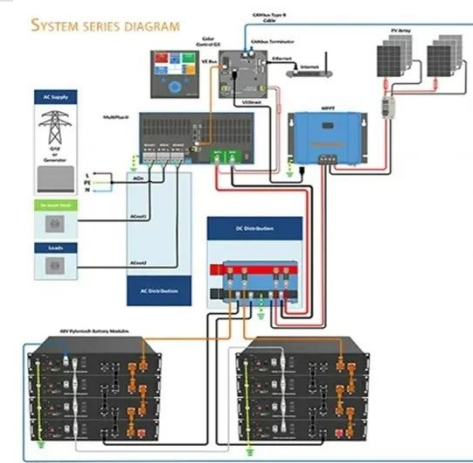 SYSTEM SERIES DIAGRAM
CANbus Type B
Cable
Color
Control GX
CANbus Terminator
VE Bus
Ethernet
Internet
VEDirect
PV Array
AC Supply
Grid
or
Generator
MultiPlus-II
MPPT
L
PE
N
ACin
ACout1
Loads
ACout2
AC Distribution
DC Distribution
48V Pylontech Battery Modules